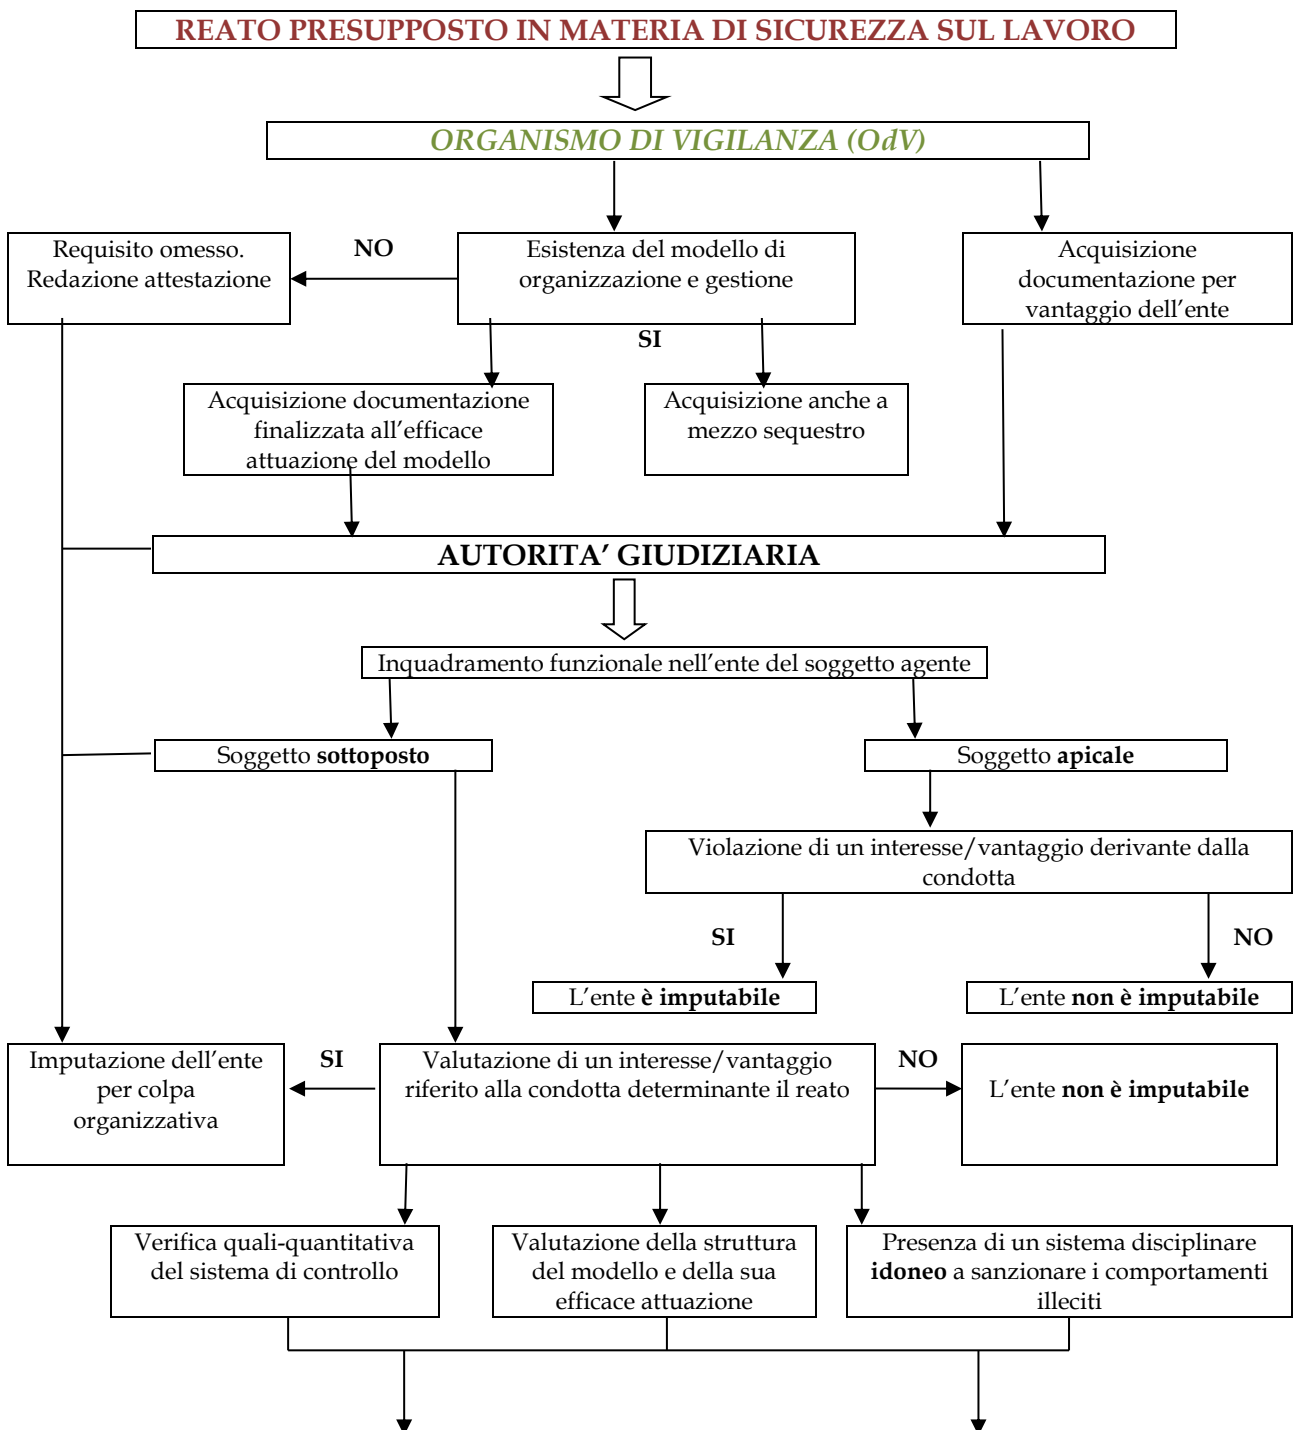 REATO PRESUPPOSTO IN MATERIA DI SICUREZZA SUL LAVORO
ORGANISMO DI VIGILANZA (OdV)
Requisito omesso.
Redazione attestazione
NO
Esistenza del modello di
organizzazione e gestione
Acquisizione
documentazione per
vantaggio dell’ente
SI
Acquisizione documentazione
finalizzata all’efficace
attuazione del modello
Acquisizione anche a
mezzo sequestro
AUTORITA’ GIUDIZIARIA
Inquadramento funzionale nell’ente del soggetto agente
Soggetto sottoposto
Soggetto apicale
Violazione di un interesse/vantaggio derivante dalla
condotta
SI
NO
L’ente è imputabile
L’ente non è imputabile
Imputazione dell’ente
per colpa
organizzativa
SI
Valutazione di un interesse/vantaggio
riferito alla condotta determinante il reato
NO
L’ente non è imputabile
Verifica quali-quantitativa
del sistema di controllo
Valutazione della struttura
del modello e della sua
efficace attuazione
Presenza di un sistema disciplinare
idoneo a sanzionare i comportamenti
illeciti